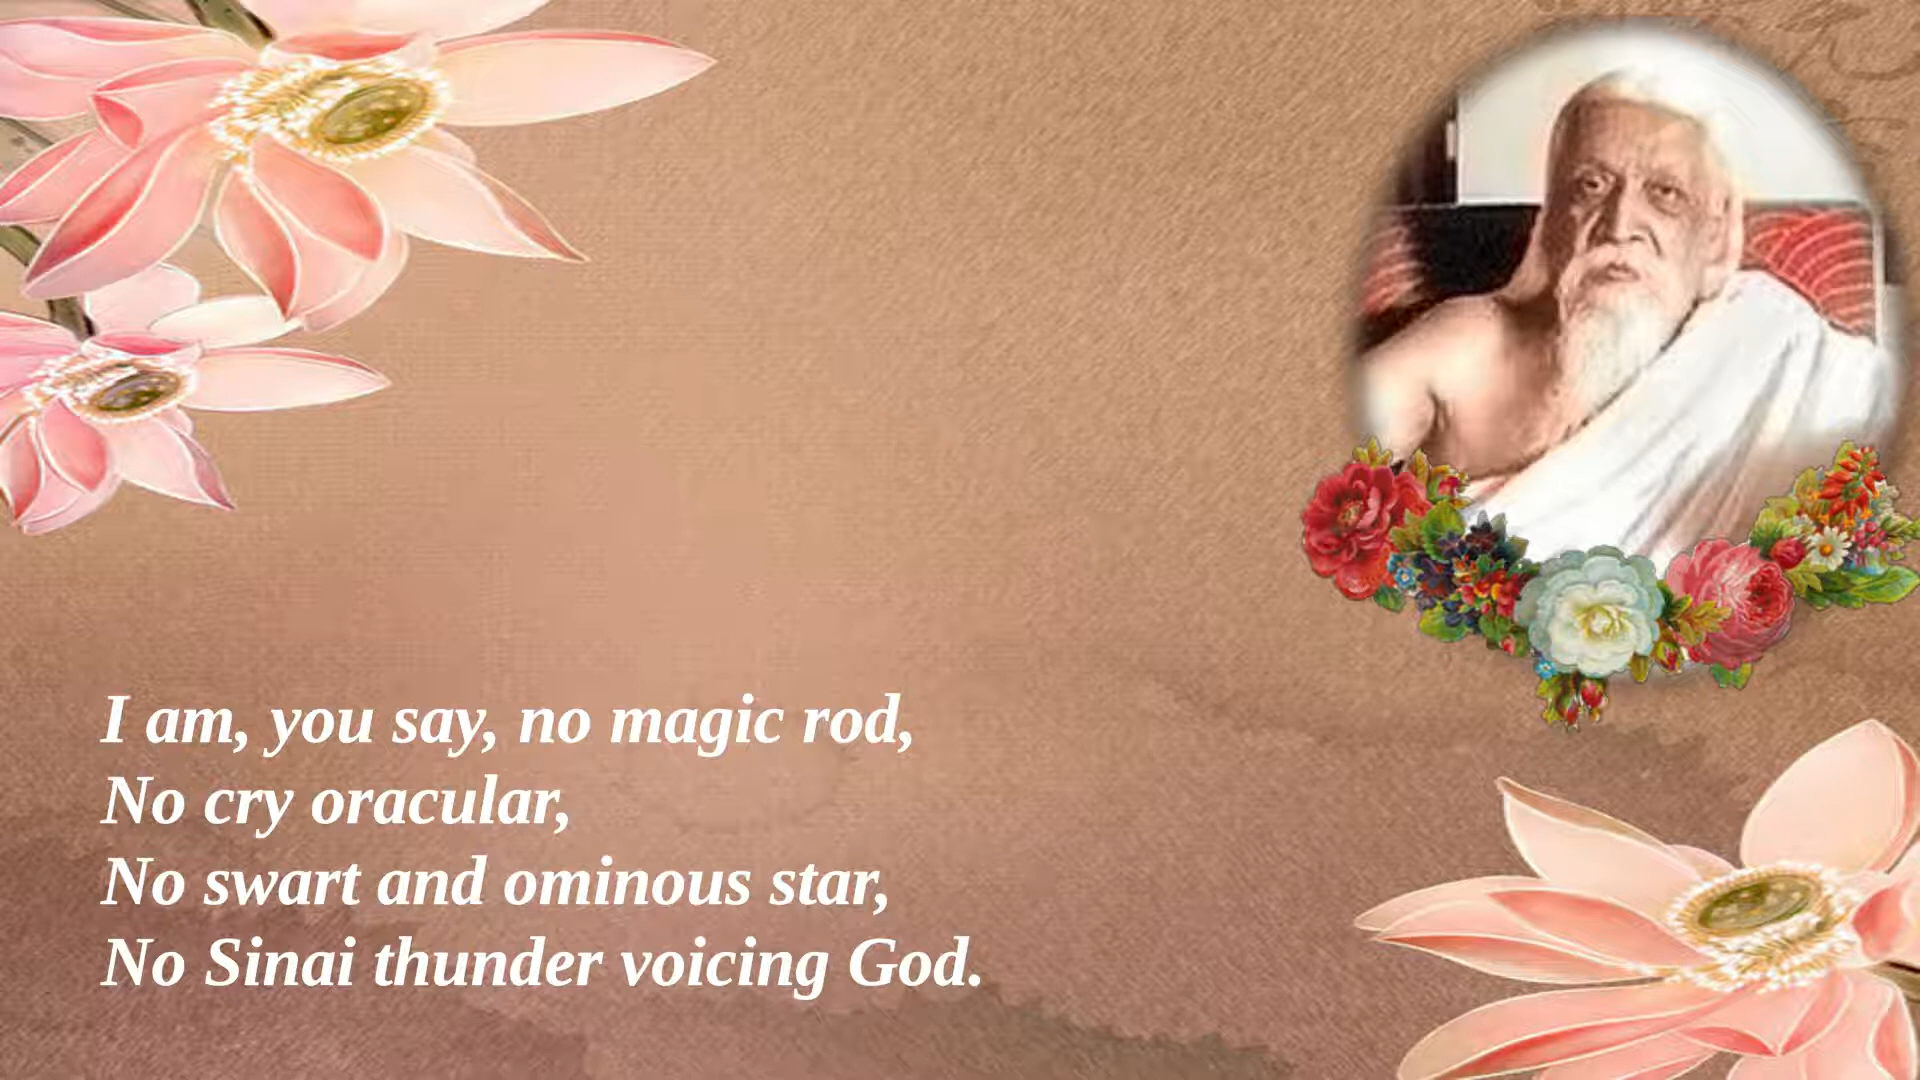 I am, you say, no magic rod,
No cry oracular,
No swart and ominous star,
No Sinai thunder voicing God.